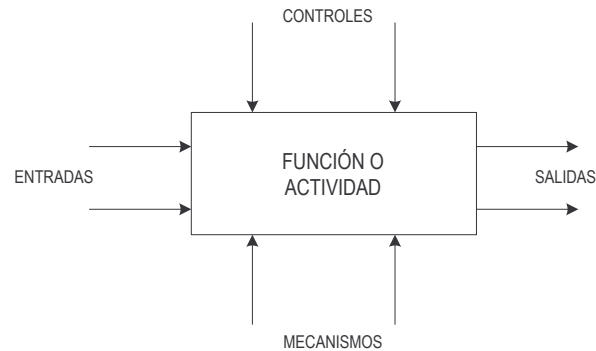 CONTROLES
ENTRADAS
FUNCIÓN O
ACTIVIDAD
SALIDAS
MECANISMOS